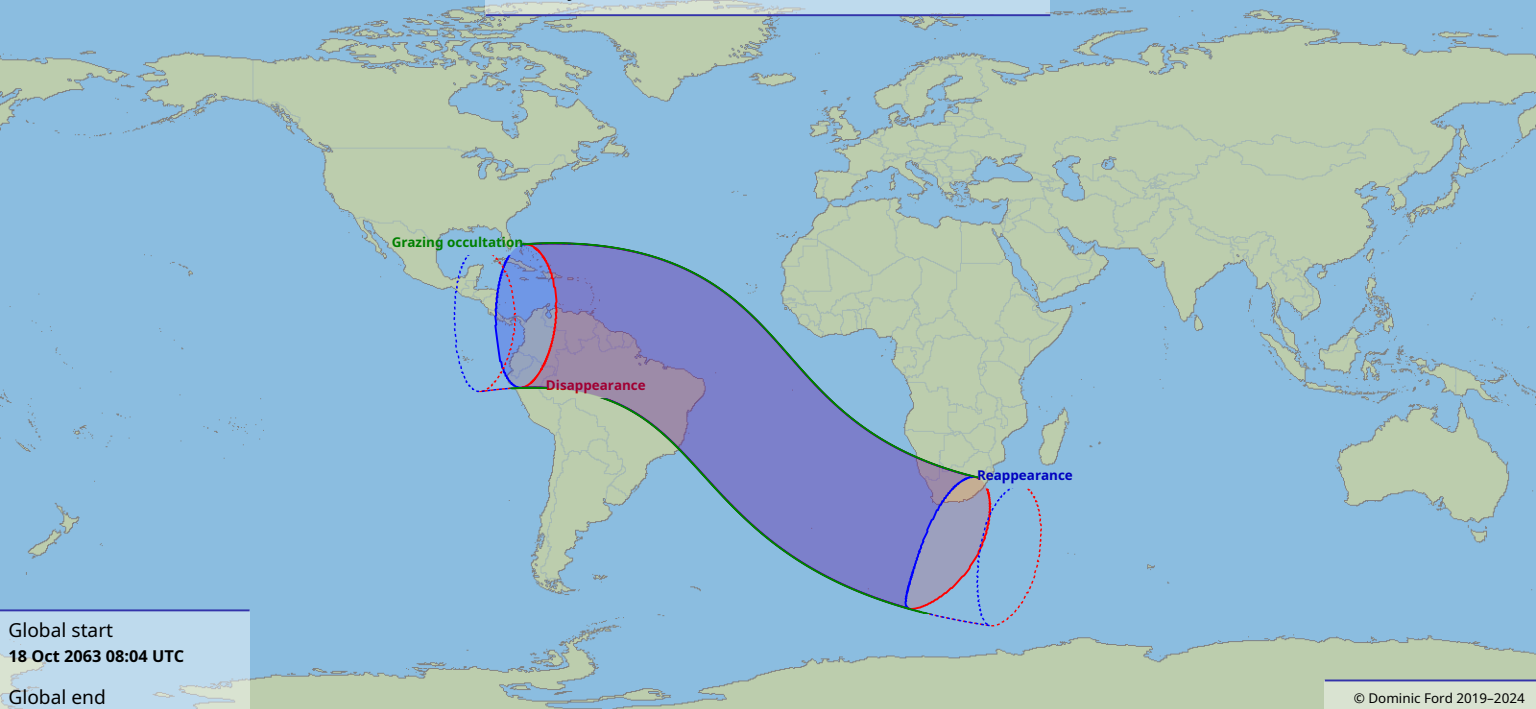 Grazing occultation
Disappearance
Reappearance
Global start
18 Oct 2063 08:04 UTC
Global end
© Dominic Ford 2019–2024